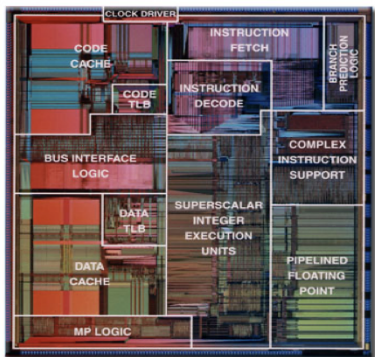 CLOCK DRIVER
CODE
CACHE
CODE
TLB
INSTRUCTION
FETCH
BRANCH
PREDICTION
LOGIC
INSTRUCTION
DECODE
BUS INTERFACE
LOGIC
COMPLEX
INSTRUCTION
SUPPORT
DATA
TLB
SUPERSCALAR
INTEGER
EXECUTION
UNITS
DATA
CACHE
PIPELINED
FLOATING
POINT
MP LOGIC